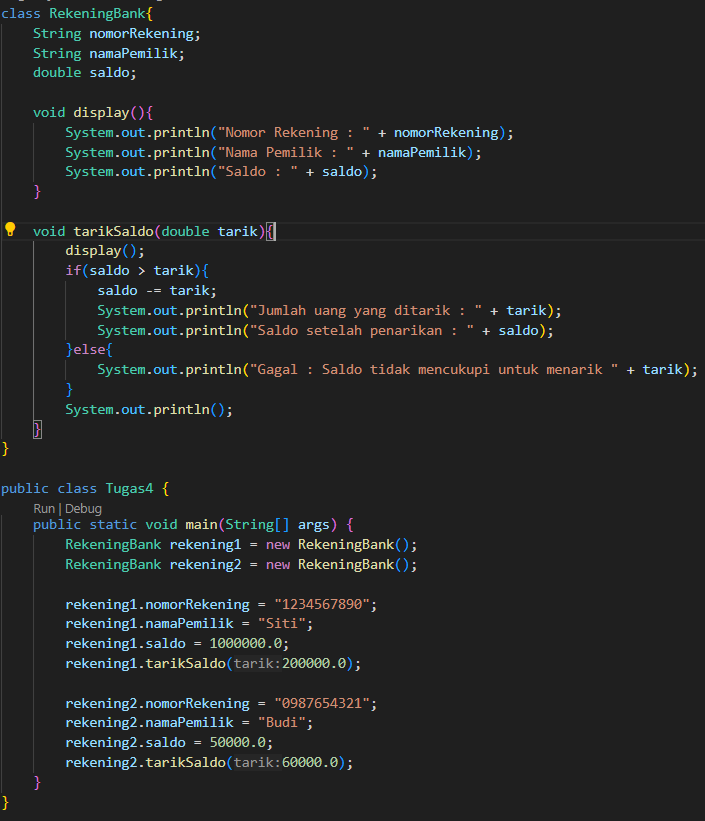 class RekeningBank{
    String nomorRekening;
    String namaPemilik;
    double saldo;

    void display(){
        System.out.println("Nomor Rekening : " + nomorRekening);
        System.out.println("Nama Pemilik : " + namaPemilik);
        System.out.println("Saldo : " + saldo);
    }

    void tarikSaldo(double tarik){
        display();
        if(saldo > tarik){
            saldo -= tarik;
            System.out.println("Jumlah uang yang ditarik : " + tarik);
            System.out.println("Saldo setelah penarikan : " + saldo);
        }else{
            System.out.println("Gagal : Saldo tidak mencukupi untuk menarik " + tarik);
        }
        System.out.println();
    }
}

public class Tugas4 {
    Run | Debug
    public static void main(String[] args) {
        RekeningBank rekening1 = new RekeningBank();
        RekeningBank rekening2 = new RekeningBank();

        rekening1.nomorRekening = "1234567890";
        rekening1.namaPemilik = "Siti";
        rekening1.saldo = 1000000.0;
        rekening1.tarikSaldo(tarik:200000.0);

        rekening2.nomorRekening = "0987654321";
        rekening2.namaPemilik = "Budi";
        rekening2.saldo = 50000.0;
        rekening2.tarikSaldo(tarik:60000.0);
    }
}